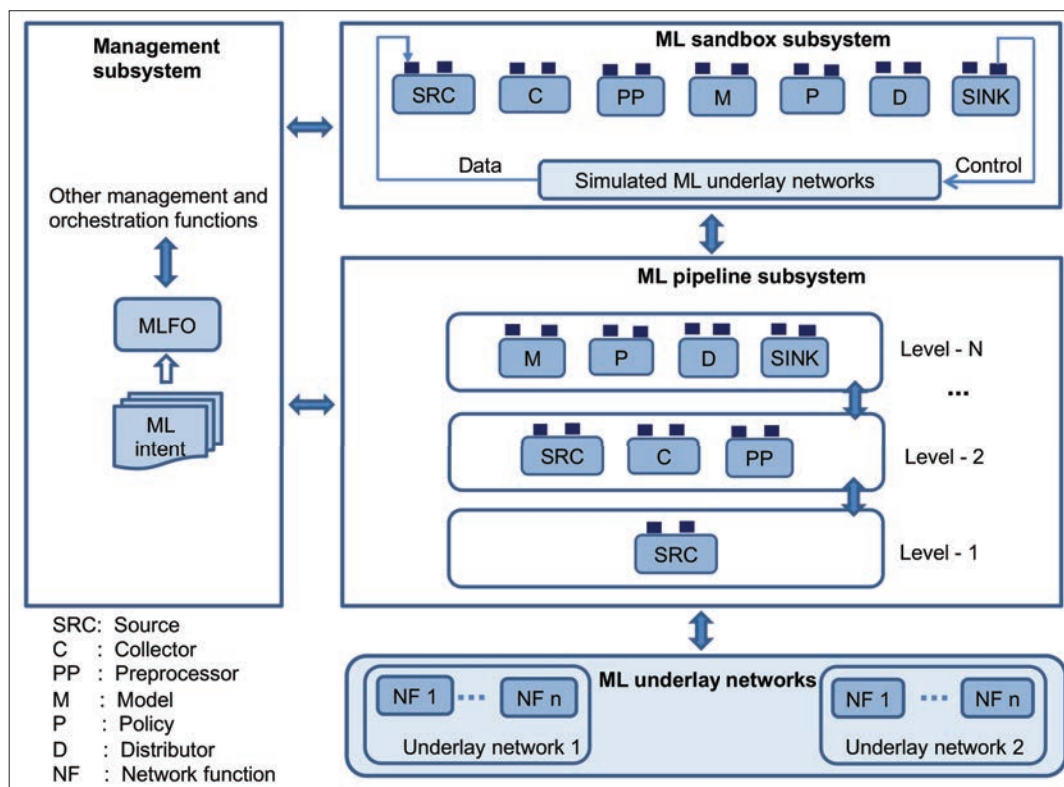 Management
subsystem
Other management and
orchestration functions
MLFO
ML
intent
ML sandbox subsystem
SRC
C
PP
M
P
D
SINK
Data
Simulated ML underlay networks
Control
ML pipeline subsystem
M
P
D
SINK
Level - N
...
SRC
C
PP
Level - 2
SRC
Level - 1
ML underlay networks
NF 1
...
NF n
Underlay network 1
NF 1
...
NF n
Underlay network 2
SRC: Source
C : Collector
PP : Preprocessor
M : Model
P : Policy
D : Distributor
NF : Network function